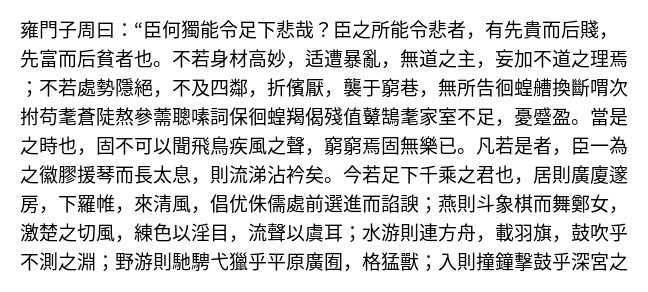 雍門子周曰：“臣何獨能令足下悲哉？臣之所能令悲者，有先貴而后賤，
先富而后貧者也。不若身材高妙，适遭暴亂，無道之主，妄加不道之理焉
；不若處勢隱絕，不及四鄰，折儐厭，襲于窮巷，無所告徊蝗艚換斷喟次
拊苟耄蒼陡熬參薷聰嗉詞保徊蝗羯偈殘值顰鵠耄家室不足，憂蹙盈。當是
之時也，固不可以聞飛鳥疾風之聲，窮窮焉固無樂已。凡若是者，臣一為
之徽膠援琴而長太息，則流涕沾衿矣。今若足下千乘之君也，居則廣廈邃
房，下羅帷，來清風，倡优侏儒處前選進而諂諛；燕則斗象棋而舞鄭女，
激楚之切風，練色以淫目，流聲以虞耳；水游則連方舟，載羽旗，鼓吹乎
不測之淵；野游則馳騁弋獵乎平原廣囿，格猛獸；入則撞鐘擊鼓乎深宮之